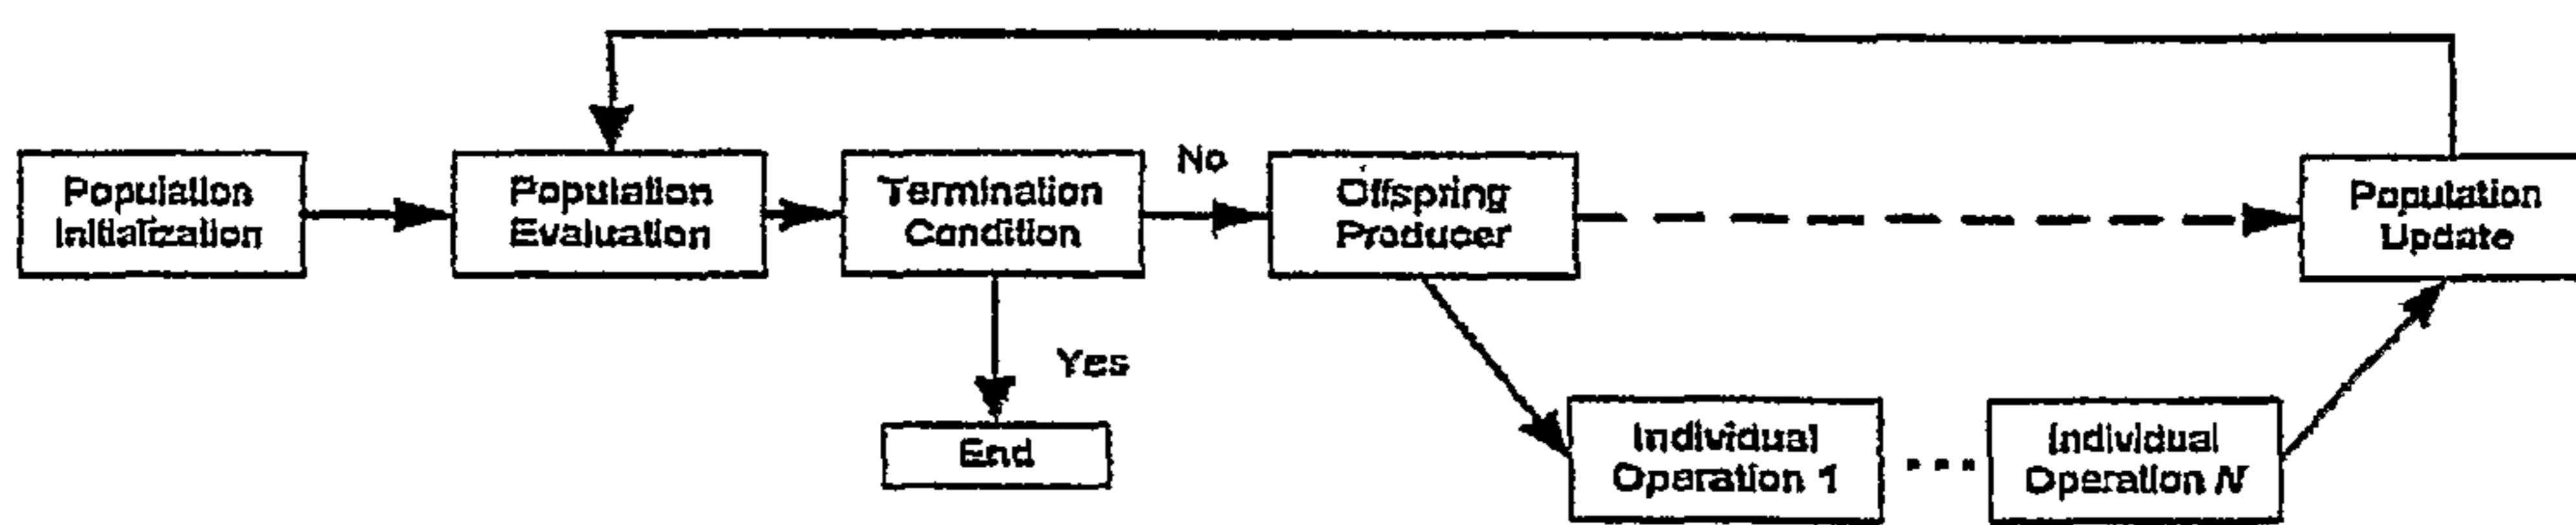 No
Population
Initialization
Population
Evaluation
Termination
Condition
Offspring
Producer
Population
Update
Yes
End
Individual
Operation 1
...
Individual
Operation N